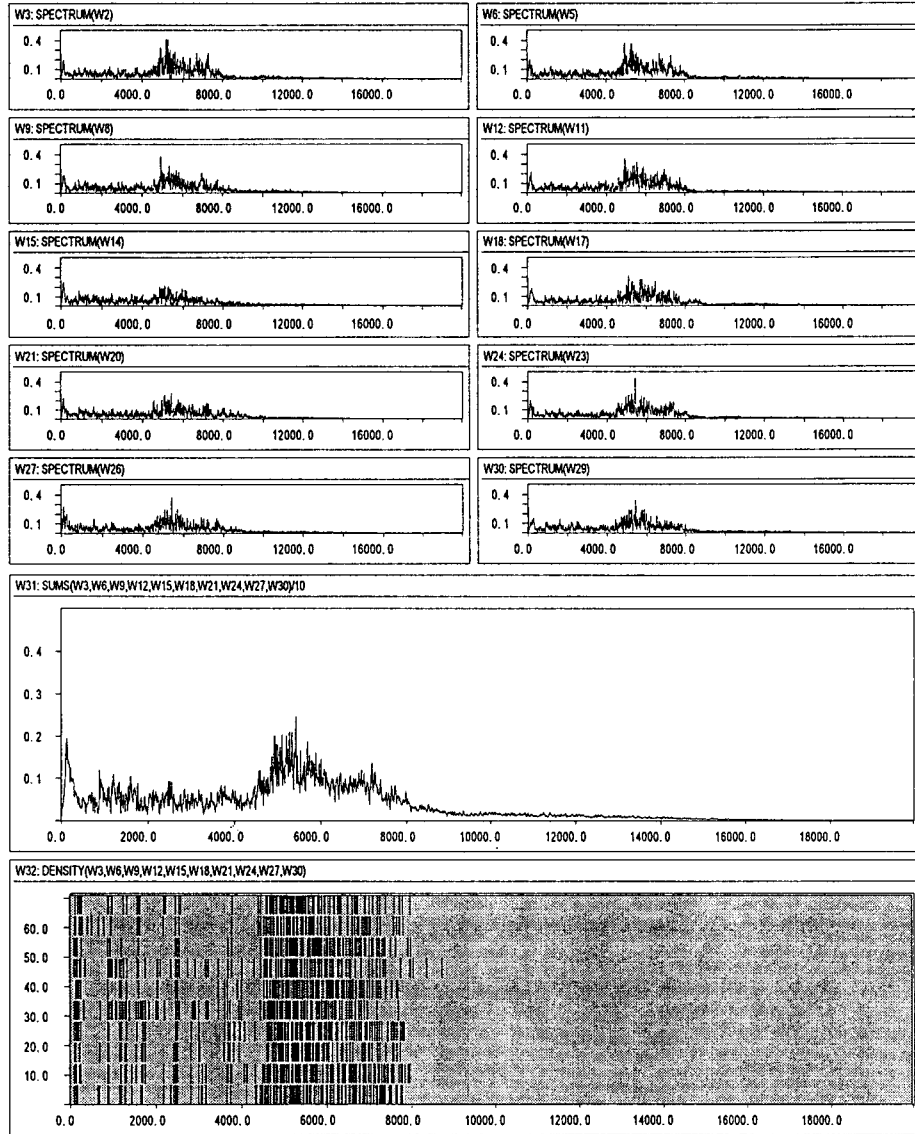 W3: SPECTRUM(W2)
0.4
0.1
0.0 4000.0 8000.0 12000.0 16000.0
W6: SPECTRUM(W5)
0.4
0.1
0.0 4000.0 8000.0 12000.0 16000.0
W9: SPECTRUM(W8)
0.4
0.1
0.0 4000.0 8000.0 12000.0 16000.0
W12: SPECTRUM(W11)
0.4
0.1
0.0 4000.0 8000.0 12000.0 16000.0
W15: SPECTRUM(W14)
0.4
0.1
0.0 4000.0 8000.0 12000.0 16000.0
W18: SPECTRUM(W17)
0.4
0.1
0.0 4000.0 8000.0 12000.0 16000.0
W21: SPECTRUM(W20)
0.4
0.1
0.0 4000.0 8000.0 12000.0 16000.0
W24: SPECTRUM(W23)
0.4
0.1
0.0 4000.0 8000.0 12000.0 16000.0
W27: SPECTRUM(W26)
0.4
0.1
0.0 4000.0 8000.0 12000.0 16000.0
W30: SPECTRUM(W29)
0.4
0.1
0.0 4000.0 8000.0 12000.0 16000.0
W31: SUMS(W3,W6,W9,W12,W15,W18,W21,W24,W27,W30)/10
0.4
0.3
0.2
0.1
0.0 2000.0 4000.0 6000.0 8000.0 10000.0 12000.0 14000.0 16000.0 18000.0
W32: DENSITY(W3,W6,W9,W12,W15,W18,W21,W24,W27,W30)
60.0
50.0
40.0
30.0
20.0
10.0
0.0 2000.0 4000.0 6000.0 8000.0 10000.0 12000.0 14000.0 16000.0 18000.0